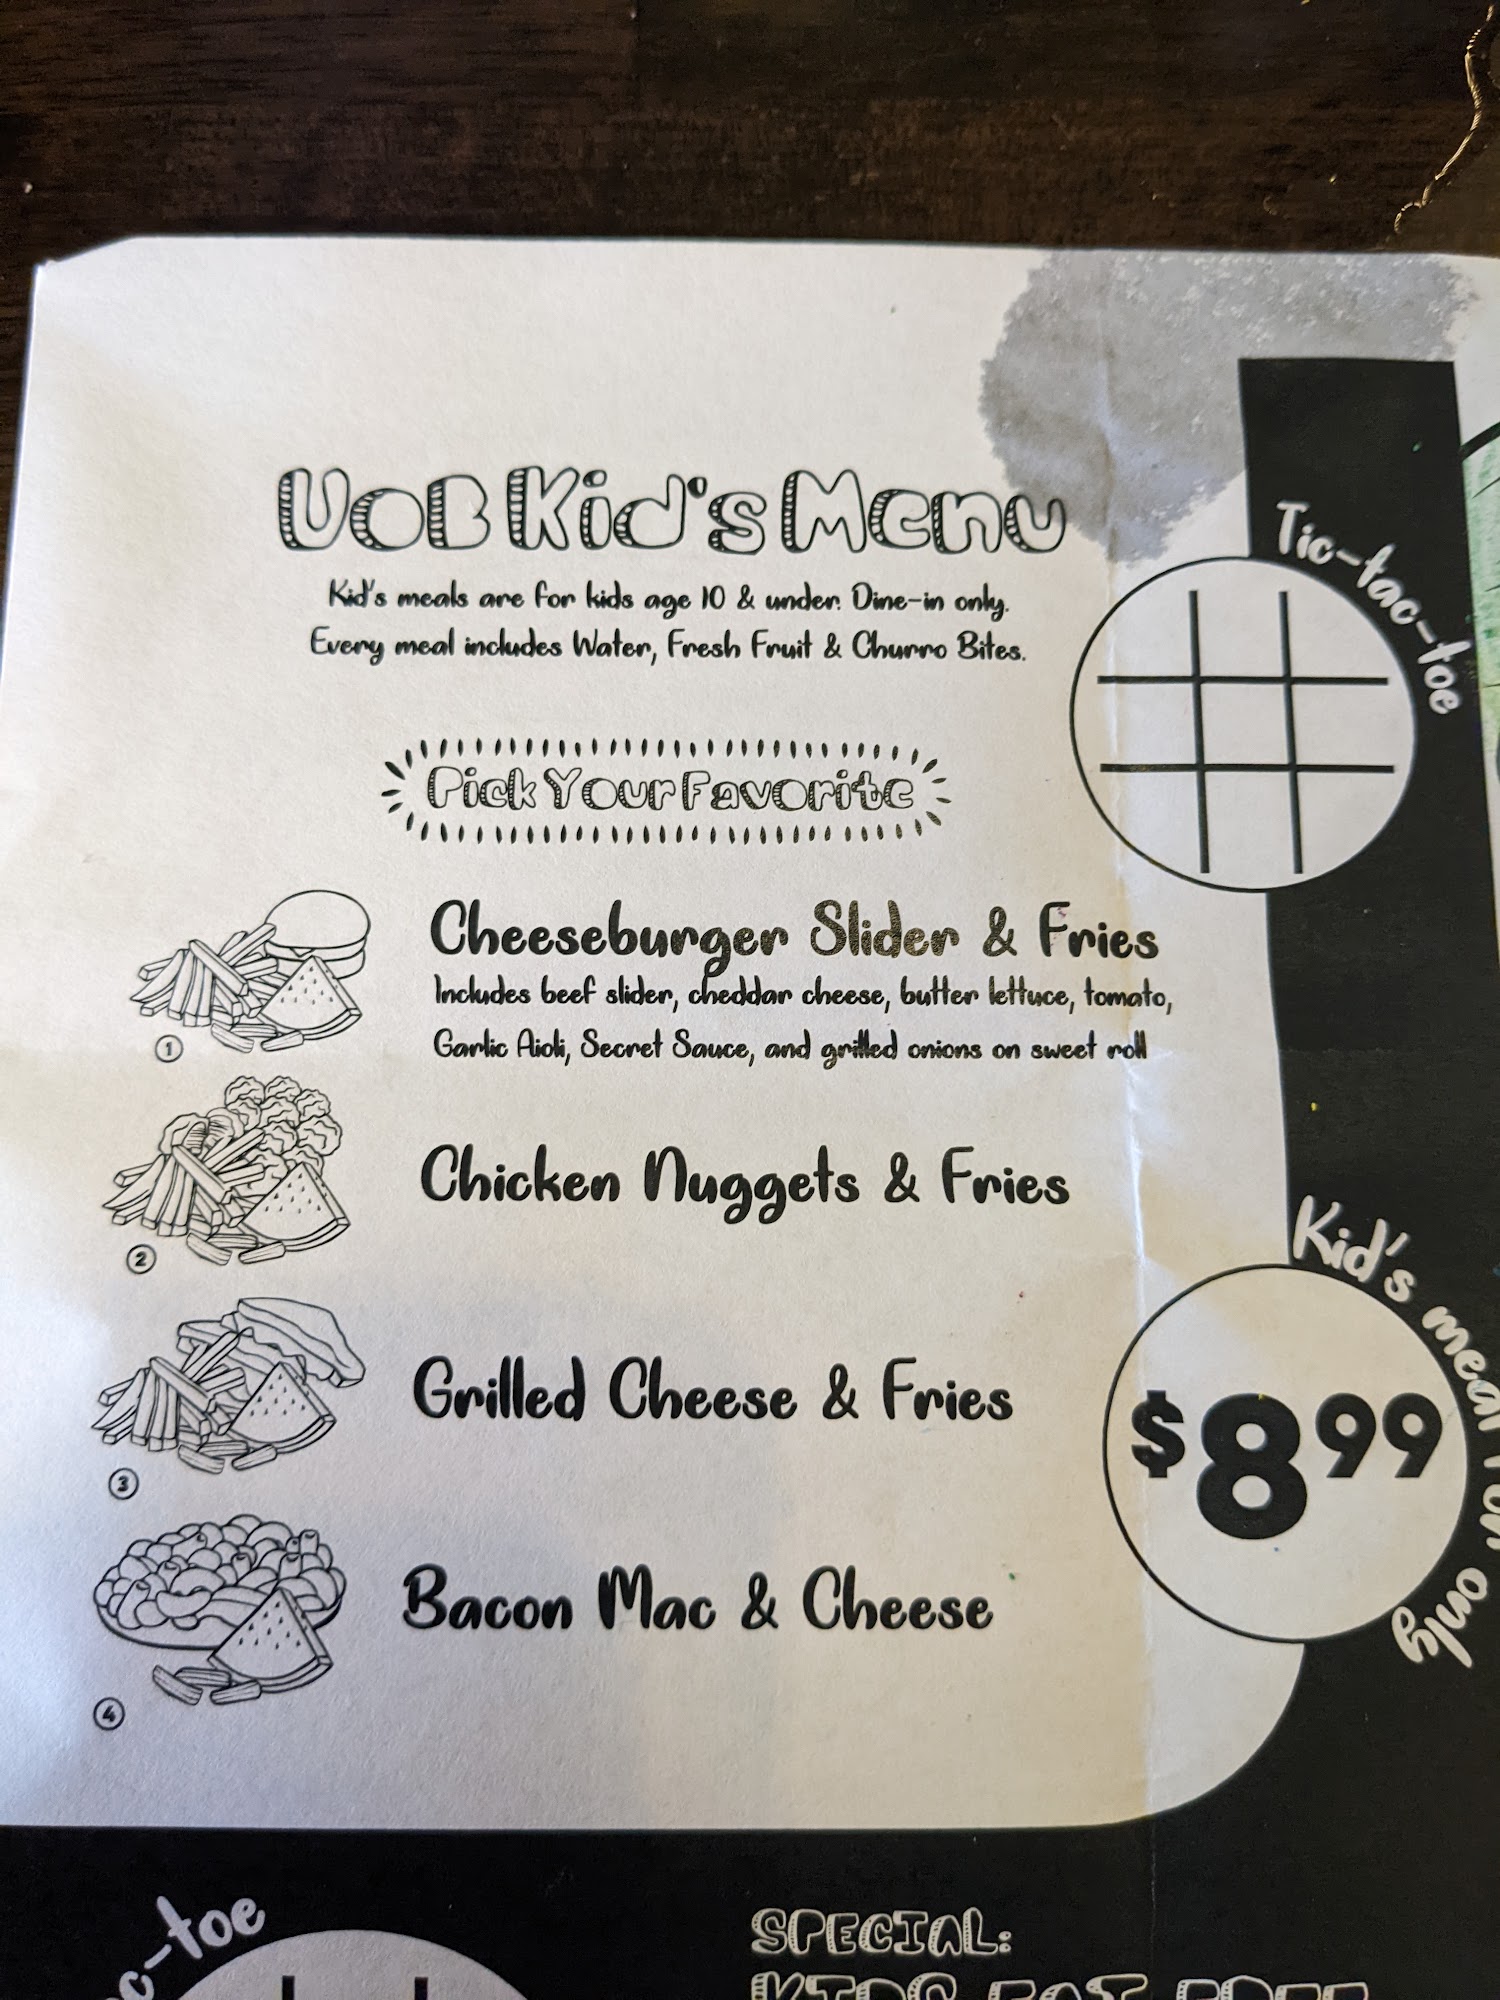 UoB Kid's Menu
Kid's meals are for kids age 10 & under. Dine-in only.
Every meal includes Water, Fresh Fruit & Churro Bites.
Tic-tac-toe
Pick Your Favorite
Cheeseburger Slider & Fries
Includes beef slider, cheddar cheese, butter lettuce, tomato,
Garlic Aioli, Secret Sauce, and grilled onions on sweet roll
1
Chicken Nuggets & Fries
2
Grilled Cheese & Fries
3
Bacon Mac & Cheese
4
Kid's meal only
$8.99
c-toe
SPECIAL:
KIDS EAT FREE